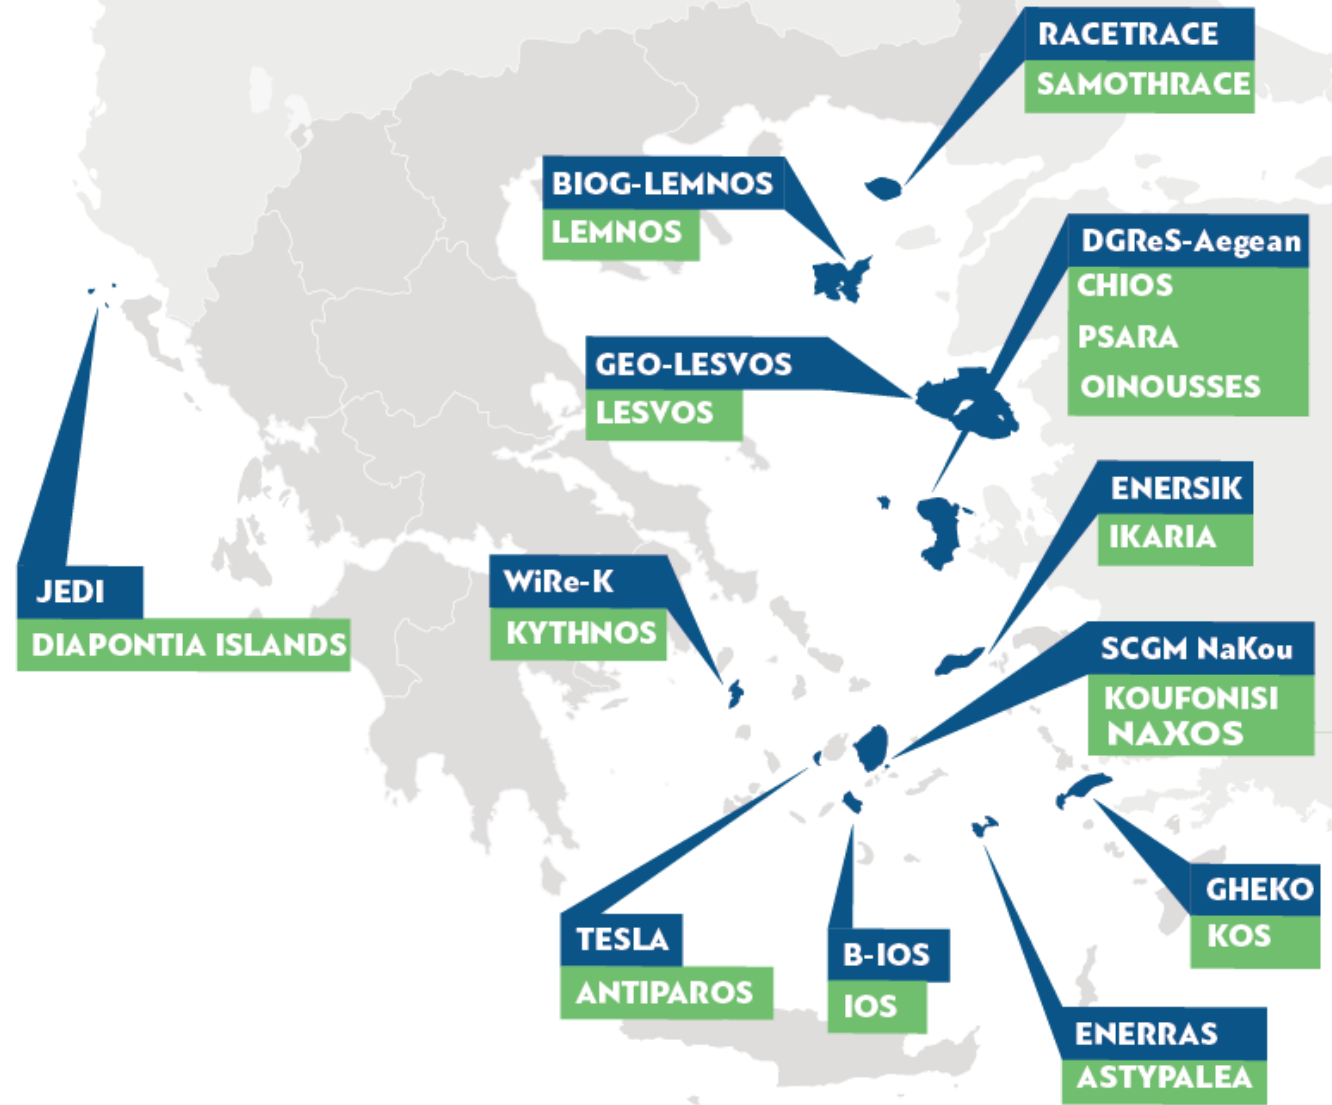 RACETRACE
SAMOTHRACE
BIOG-LEMNOS
LEMNOS
DGReS-Aegean
CHIOS
PSARA
OINOUSSES
GEO-LESVOS
LESVOS
ENERSIK
IKARIA
WiRe-K
KYTHNOS
JEDI
DIAPONTIA ISLANDS
SCGM NaKou
KOUFONISI
NAXOS
GHEKO
KOS
TESLA
ANTIPAROS
B-IOS
IOS
ENERRAS
ASTYPALEA